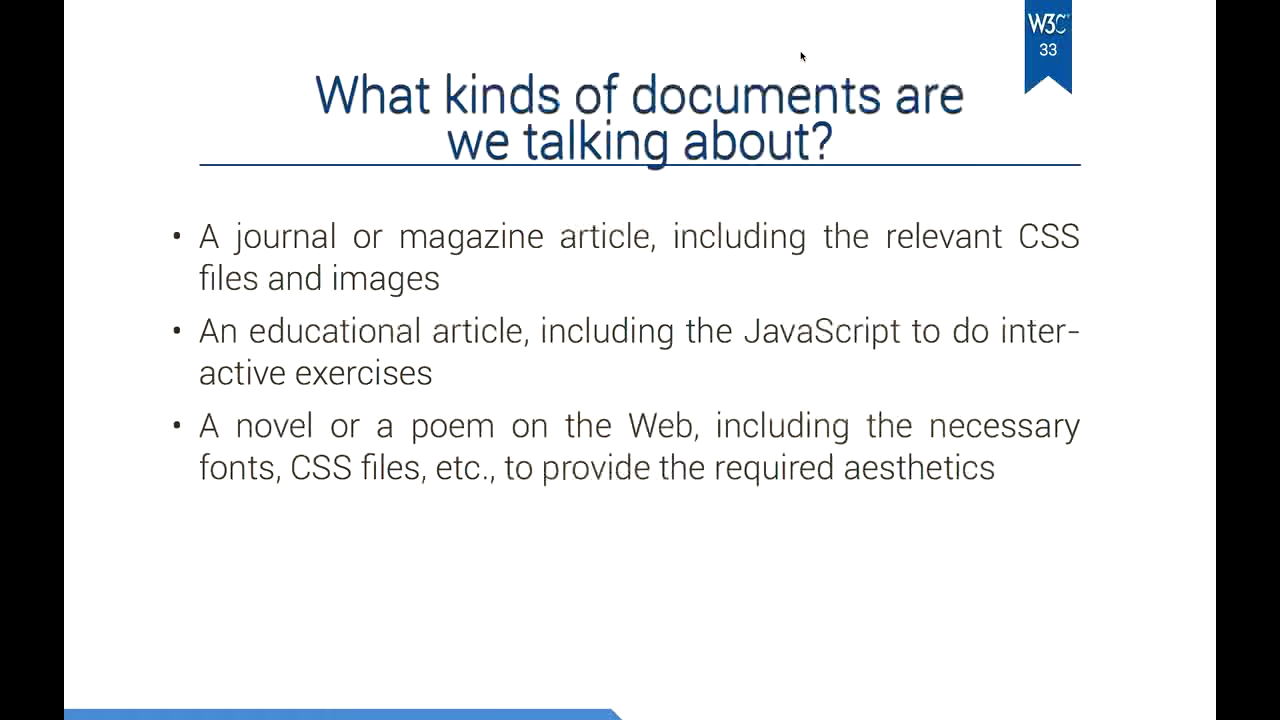 W3C
33
What kinds of documents are
we talking about?
• A journal or magazine article, including the relevant CSS
files and images
• An educational article, including the JavaScript to do inter-
active exercises
• A novel or a poem on the Web, including the necessary
fonts, CSS files, etc., to provide the required aesthetics